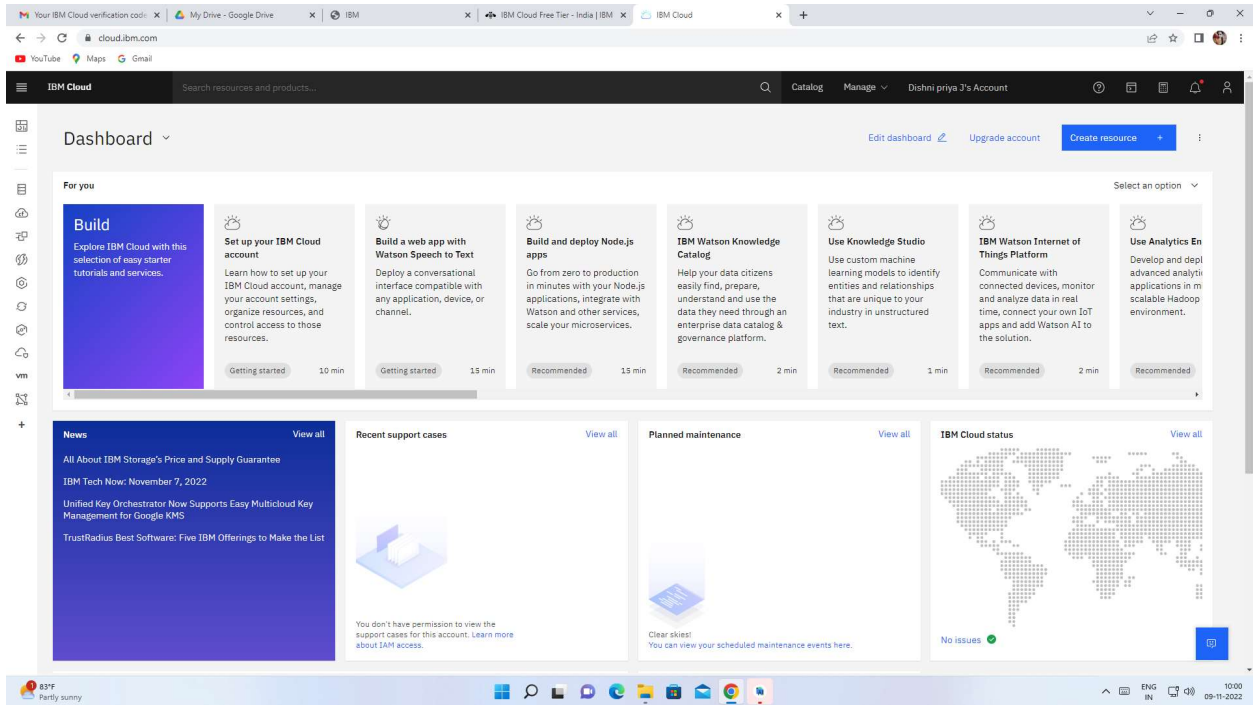 Your IBM Cloud verification code
My Drive - Google Drive
IBM
IBM Cloud Free Tier - India | IBM
IBM Cloud
cloud.ibm.com
YouTube
Maps
Gmail
IBM Cloud
Search resources and products...
Catalog
Manage
Dishni priya J's Account
Dashboard
Edit dashboard
Upgrade account
Create resource +
For you
Select an option
Build
Explore IBM Cloud with this
selection of easy starter
tutorials and services.
Set up your IBM Cloud
account
Learn how to set up your
IBM Cloud account, manage
your account settings,
organize resources, and
control access to those
resources.
Getting started
10 min
Build a web app with
Watson Speech to Text
Deploy a conversational
interface compatible with
any application, device, or
channel.
Getting started
15 min
Build and deploy Node.js
apps
Go from zero to production
in minutes with your Node.js
applications, integrate with
Watson and other services,
scale your microservices.
Recommended
15 min
IBM Watson Knowledge
Catalog
Help your data citizens
easily find, prepare,
understand and use the
data they need through an
enterprise data catalog &
governance platform.
Recommended
2 min
Use Knowledge Studio
Use custom machine
learning models to identify
entities and relationships
that are unique to your
industry in unstructured
text.
Recommended
1 min
IBM Watson Internet of
Things Platform
Communicate with
connected devices, monitor
and analyze data in real
time, connect your own IoT
apps and add Watson AI to
the solution.
Recommended
2 min
Use Analytics En
Develop and depl
advanced analytic
applications in m
scalable Hadoop
environment.
Recommended
vm
News
View all
All About IBM Storage's Price and Supply Guarantee
IBM Tech Now: November 7, 2022
Unified Key Orchestrator Now Supports Easy Multicloud Key
Management for Google KMS
TrustRadius Best Software: Five IBM Offerings to Make the List
Recent support cases
View all
You don't have permission to view the
support cases for this account. Learn more
about IAM access.
Planned maintenance
View all
Clear skies!
You can view your scheduled maintenance events here.
IBM Cloud status
View all
No issues
1
83°F
Partly sunny
ENG
IN
10:00
09-11-2022